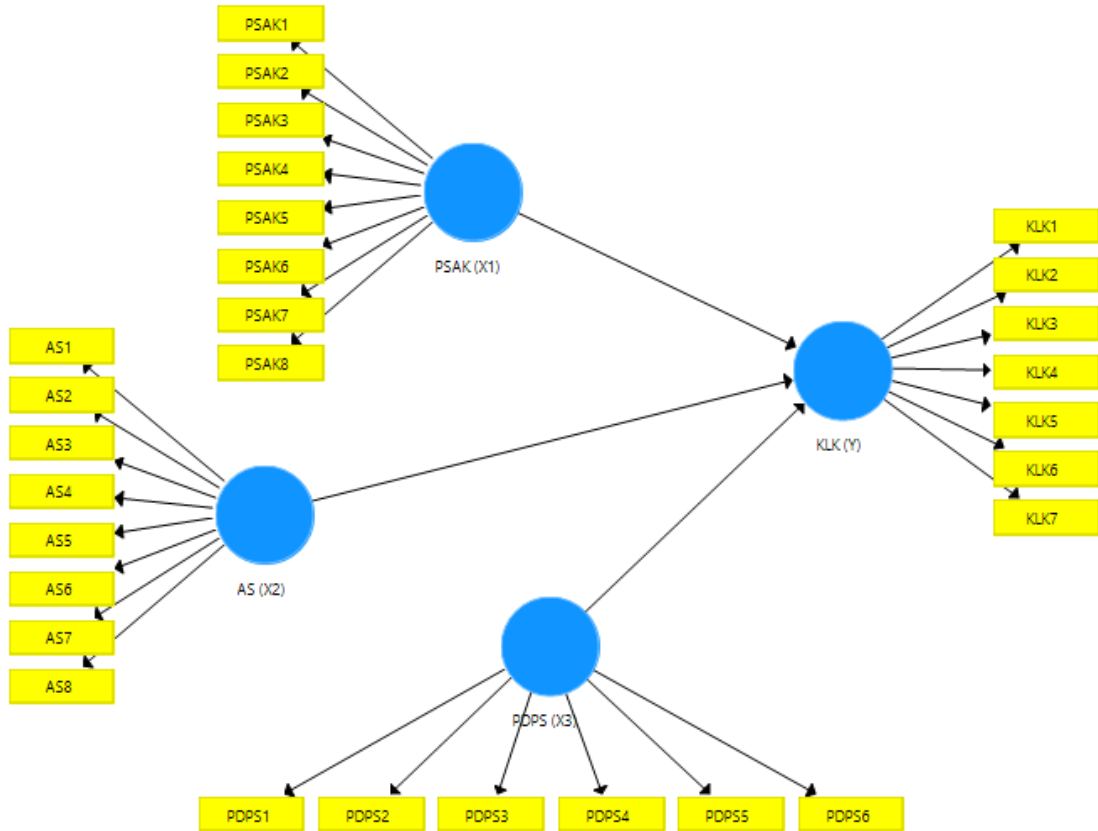 PSAK1
PSAK2
PSAK3
PSAK4
PSAK5
PSAK6
PSAK7
PSAK8
PSAK (X1)
AS1
AS2
AS3
AS4
AS5
AS6
AS7
AS8
AS (X2)
KLK1
KLK2
KLK3
KLK4
KLK5
KLK6
KLK7
KLK (Y)
PDPS (X3)
PDPS1
PDPS2
PDPS3
PDPS4
PDPS5
PDPS6